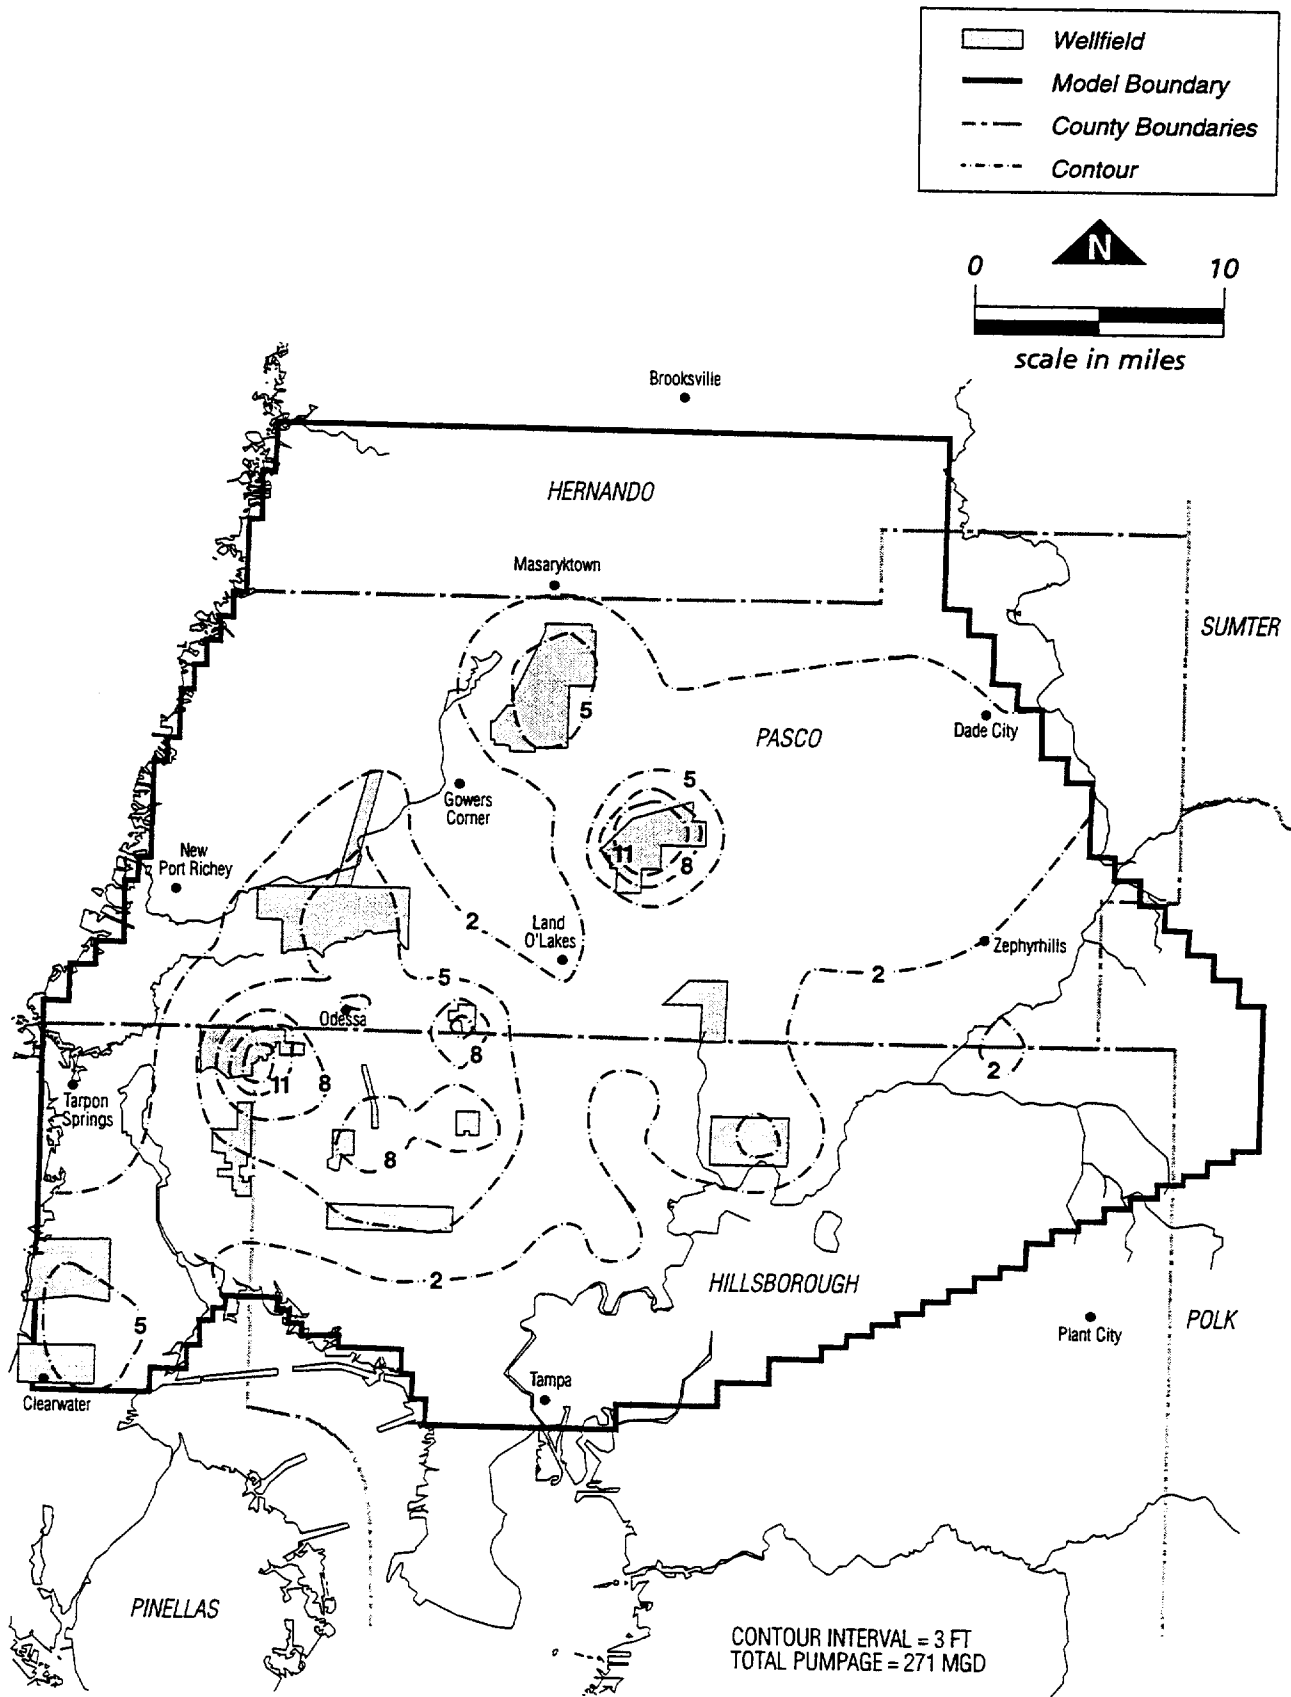 Wellfield
Model Boundary
County Boundaries
Contour
N
0 10
scale in miles
Brooksville
HERNANDO
Masaryktown
SUMTER
5
PASCO
Dade City
5
Gowers
Corner
11
8
New
Port Richey
2
Land
O'Lakes
Zephyrhills
5
2
Odessa
8
2
11
8
Tarpon
Springs
8
2
HILLSBOROUGH
5
Plant City
POLK
Tampa
Clearwater
PINELLAS
CONTOUR INTERVAL = 3 FT
TOTAL PUMPAGE = 271 MGD